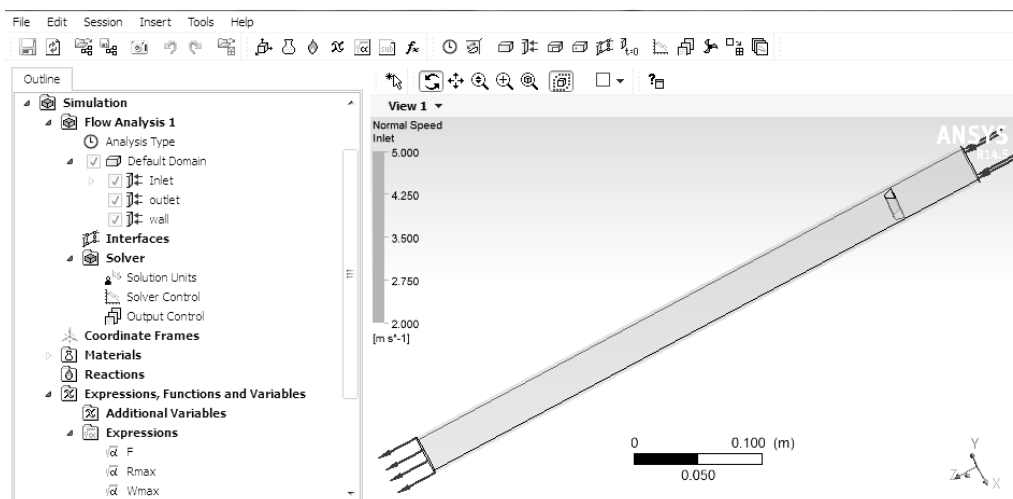 File Edit Session Insert Tools Help
Outline
Simulation
Flow Analysis 1
Analysis Type
Default Domain
Inlet
outlet
wall
Interfaces
Solver
Solution Units
Solver Control
Output Control
Coordinate Frames
Materials
Reactions
Expressions, Functions and Variables
Additional Variables
Expressions
F
Rmax
Wmax
View 1
Normal Speed
Inlet
5.000
4.250
3.500
2.750
2.000
[m s^-1]
ANSYS
R14.5
0 0.100 (m)
0.050
Y
Z X